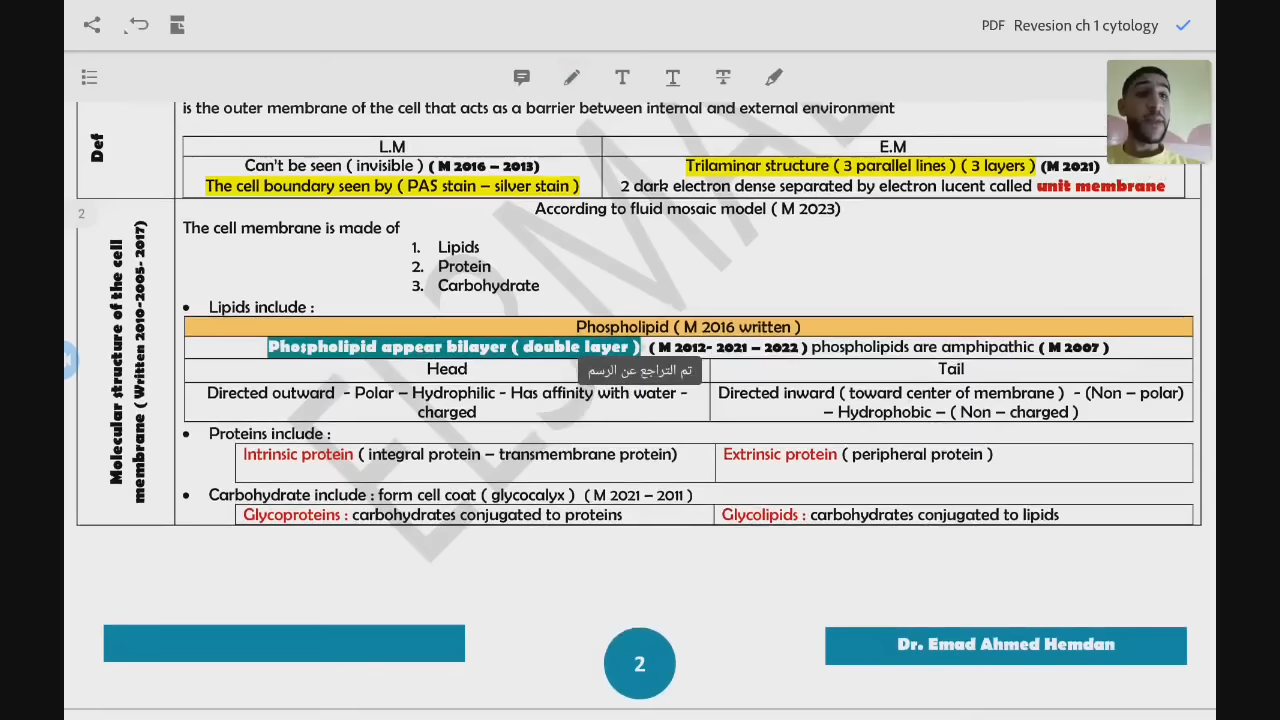 PDF Revesion ch 1 cytology
is the outer membrane of the cell that acts as a barrier between internal and external environment
Def
L.M
E.M
Can't be seen ( invisible ) ( M 2016 – 2013)
Trilaminar structure ( 3 parallel lines ) ( 3 layers ) (M 2021)
The cell boundary seen by ( PAS stain – silver stain )
2 dark electron dense separated by electron lucent called unit membrane
2
Molecular structure of the cell
membrane ( Written 2010-2005- 2017)
According to fluid mosaic model ( M 2023)
The cell membrane is made of
1. Lipids
2. Protein
3. Carbohydrate
• Lipids include :
Phospholipid ( M 2016 written )
Phospholipid appear bilayer ( double layer ) ( M 2012- 2021 – 2022 ) phospholipids are amphipathic ( M 2007 )
تم التراجع عن الرسم
Head
Tail
Directed outward - Polar – Hydrophilic - Has affinity with water -
charged
Directed inward ( toward center of membrane ) - (Non – polar)
– Hydrophobic - ( Non – charged )
• Proteins include :
Intrinsic protein ( integral protein – transmembrane protein)
Extrinsic protein ( peripheral protein )
• Carbohydrate include : form cell coat ( glycocalyx ) ( M 2021 – 2011 )
Glycoproteins : carbohydrates conjugated to proteins
Glycolipids : carbohydrates conjugated to lipids
2
Dr. Emad Ahmed Hemdan